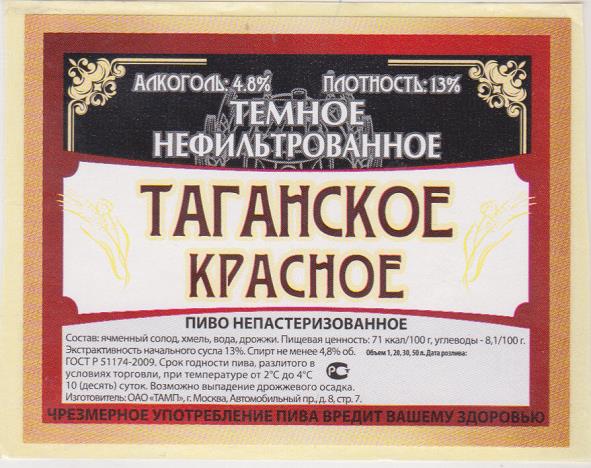 АЛКОГОЛЬ: 4.8% ПЛОТНОСТЬ: 13%
ТЕМНОЕ
НЕФИЛЬТРОВАННОЕ
ТАГАНСКОЕ
КРАСНОЕ
ПИВО НЕПАСТЕРИЗОВАННОЕ
Состав: ячменный солод, хмель, вода, дрожжи. Пищевая ценность: 71 ккал/100 г, углеводы - 8,1/100 г.
Экстрактивность начального сусла 13%. Спирт не менее 4,8% об. Объем 1, 20, 30, 50 л. Дата розлива:
ГОСТ Р 51174-2009. Срок годности пива, разлитого в
условиях торговли, при температуре от 2°С до 4°С
10 (десять) суток. Возможно выпадение дрожжевого осадка.
Изготовитель: ОАО «ТАМП», г. Москва, Автомобильный пр., д. 8, стр. 7.
ЧРЕЗМЕРНОЕ УПОТРЕБЛЕНИЕ ПИВА ВРЕДИТ ВАШЕМУ ЗДОРОВЬЮ